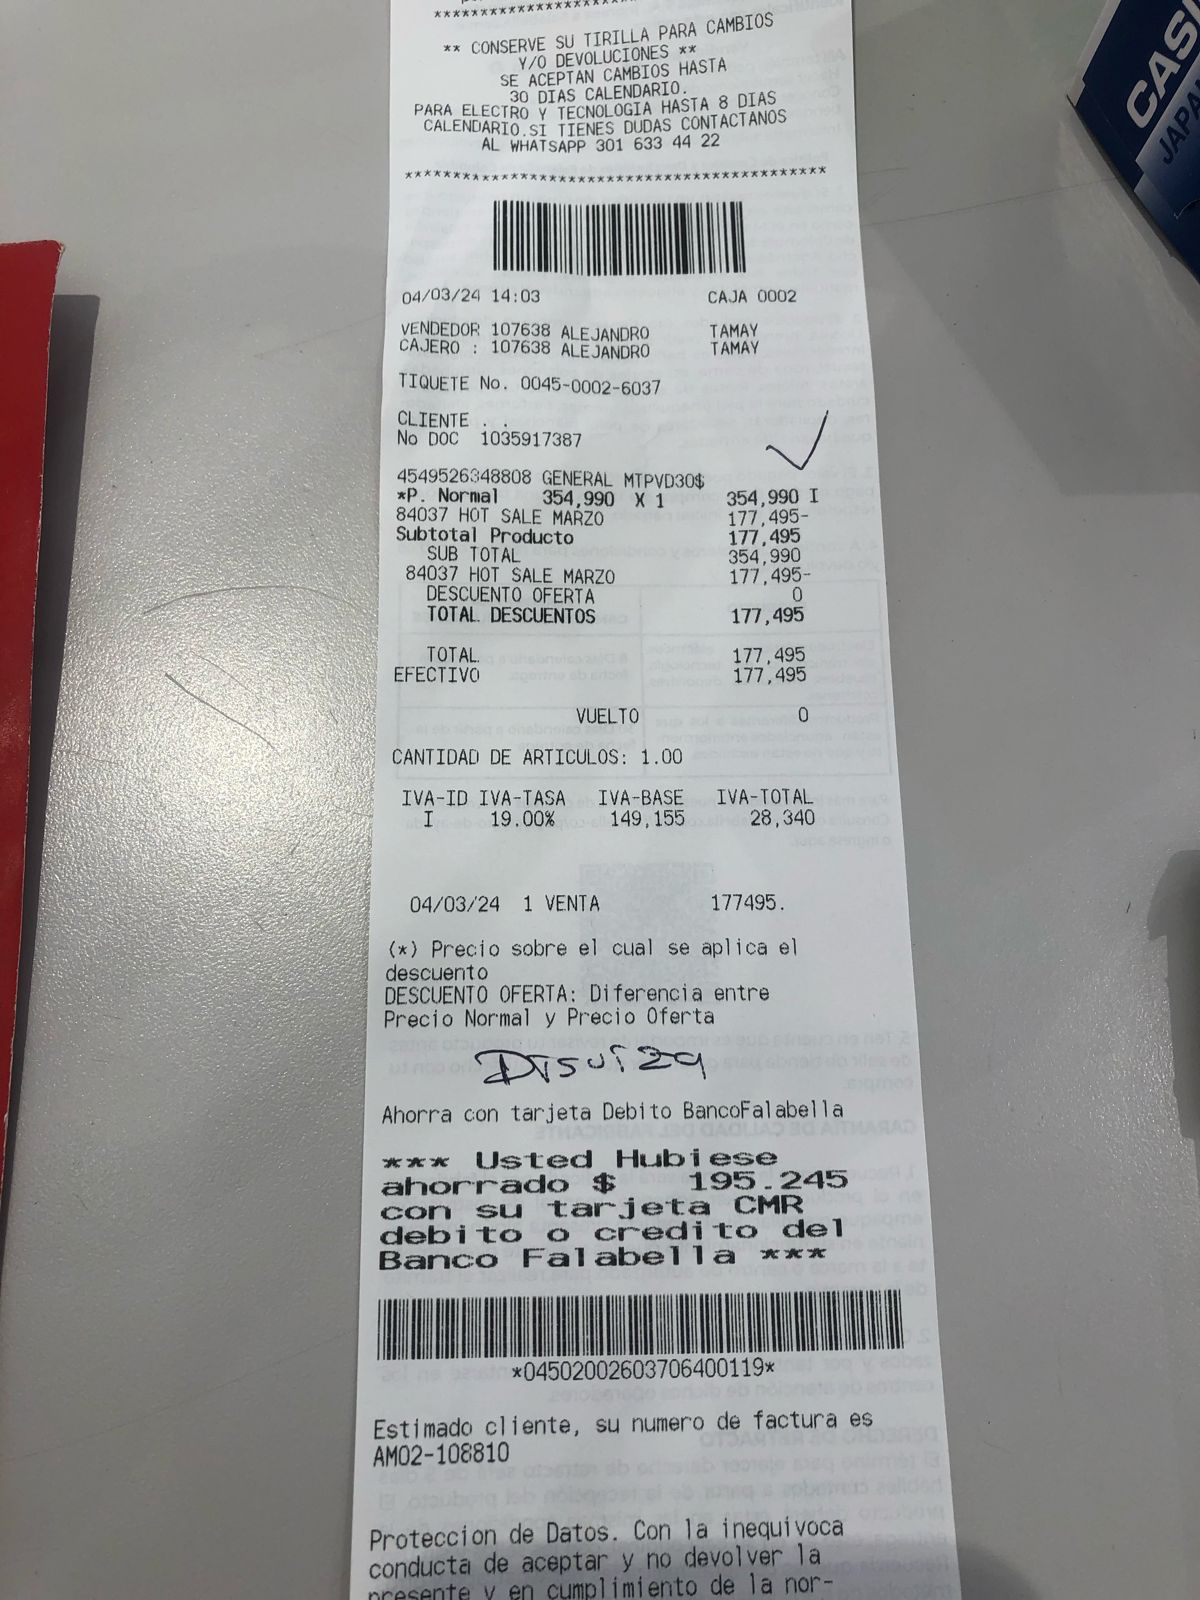 ** CONSERVE SU TIRILLA PARA CAMBIOS
Y/O DEVOLUCIONES **
SE ACEPTAN CAMBIOS HASTA
30 DIAS CALENDARIO.
PARA ELECTRO Y TECNOLOGIA HASTA 8 DIAS
CALENDARIO.SI TIENES DUDAS CONTACTANOS
AL WHATSAPP 301 633 44 22
******************************************
04/03/24 14:03 CAJA 0002
VENDEDOR 107638 ALEJANDRO TAMAY
CAJERO : 107638 ALEJANDRO TAMAY
TIQUETE No. 0045-0002-6037
CLIENTE . .
No DOC 1035917387
4549526348808 GENERAL MTPVD30$
*P. Normal 354,990 X 1 354,990 I
84037 HOT SALE MARZO 177,495-
Subtotal Producto 177,495
SUB TOTAL 354,990
84037 HOT SALE MARZO 177,495-
DESCUENTO OFERTA 0
TOTAL DESCUENTOS 177,495
TOTAL 177,495
EFECTIVO 177,495
VUELTO 0
CANTIDAD DE ARTICULOS: 1.00
IVA-ID IVA-TASA IVA-BASE IVA-TOTAL
I 19.00% 149,155 28,340
04/03/24 1 VENTA 177495.
(*) Precio sobre el cual se aplica el
descuento
DESCUENTO OFERTA: Diferencia entre
Precio Normal y Precio Oferta
Ahorra con tarjeta Debito BancoFalabella
*** Usted Hubiese
ahorrado $ 195.245
con su tarjeta CMR
debito o credito del
Banco Falabella ***
*04502002603706400119*
Estimado cliente, su numero de factura es
AM02-108810
Proteccion de Datos. Con la inequivoca
conducta de aceptar y no devolver la
presente y en cumplimiento de la nor-